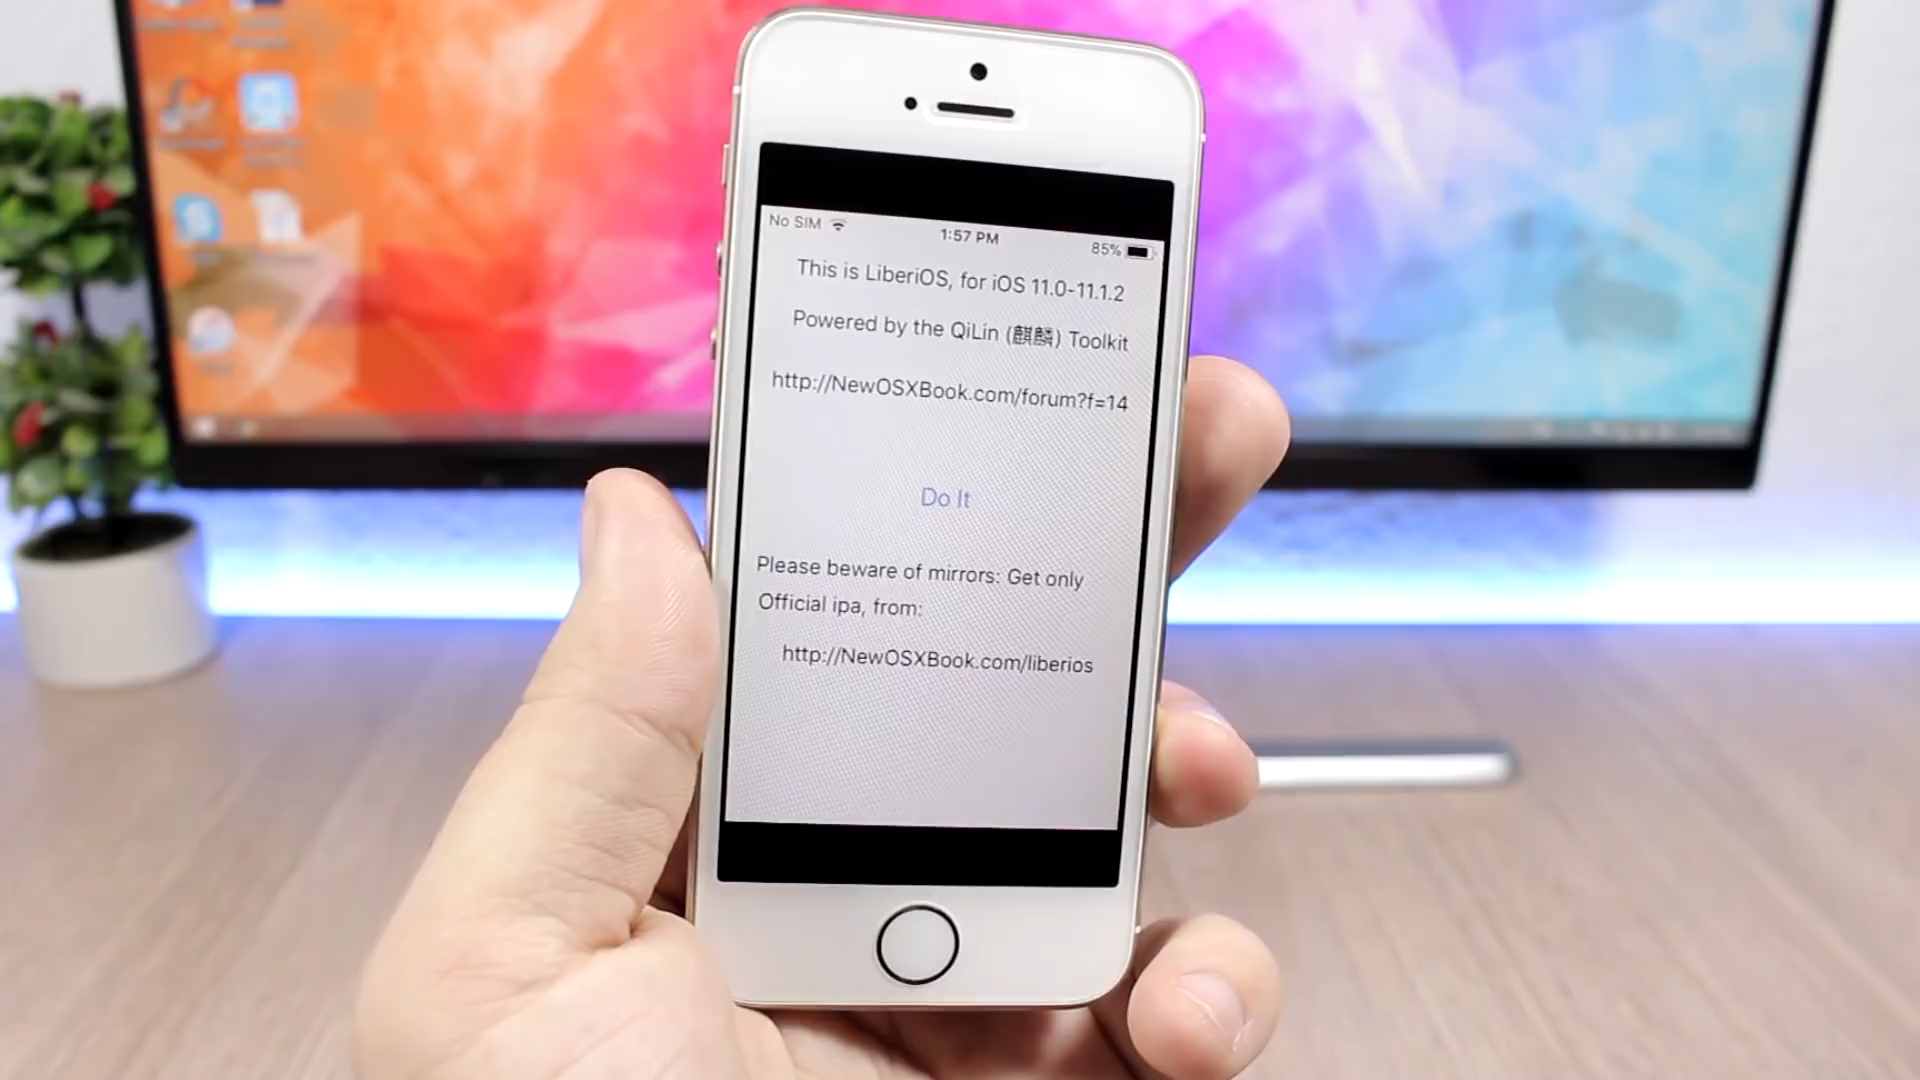 No SIM 1:57 PM 85%
This is LiberiOS, for iOS 11.0-11.1.2
Powered by the QiLin (麒麟) Toolkit
http://NewOSXBook.com/forum?f=14
Do It
Please beware of mirrors: Get only
Official ipa, from:
http://NewOSXBook.com/liberios